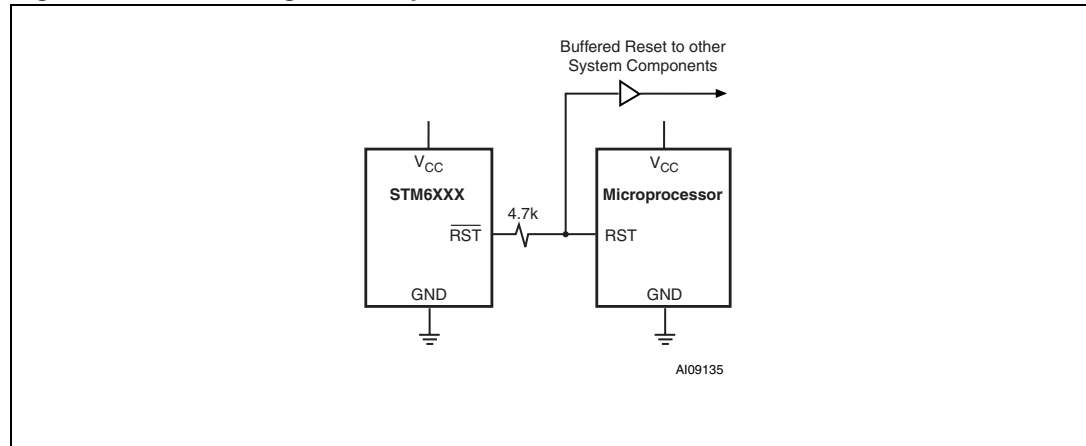 Buffered Reset to other
System Components
VCC
VCC
STM6XXX
Microprocessor
4.7k
RST
RST
GND
GND
AI09135